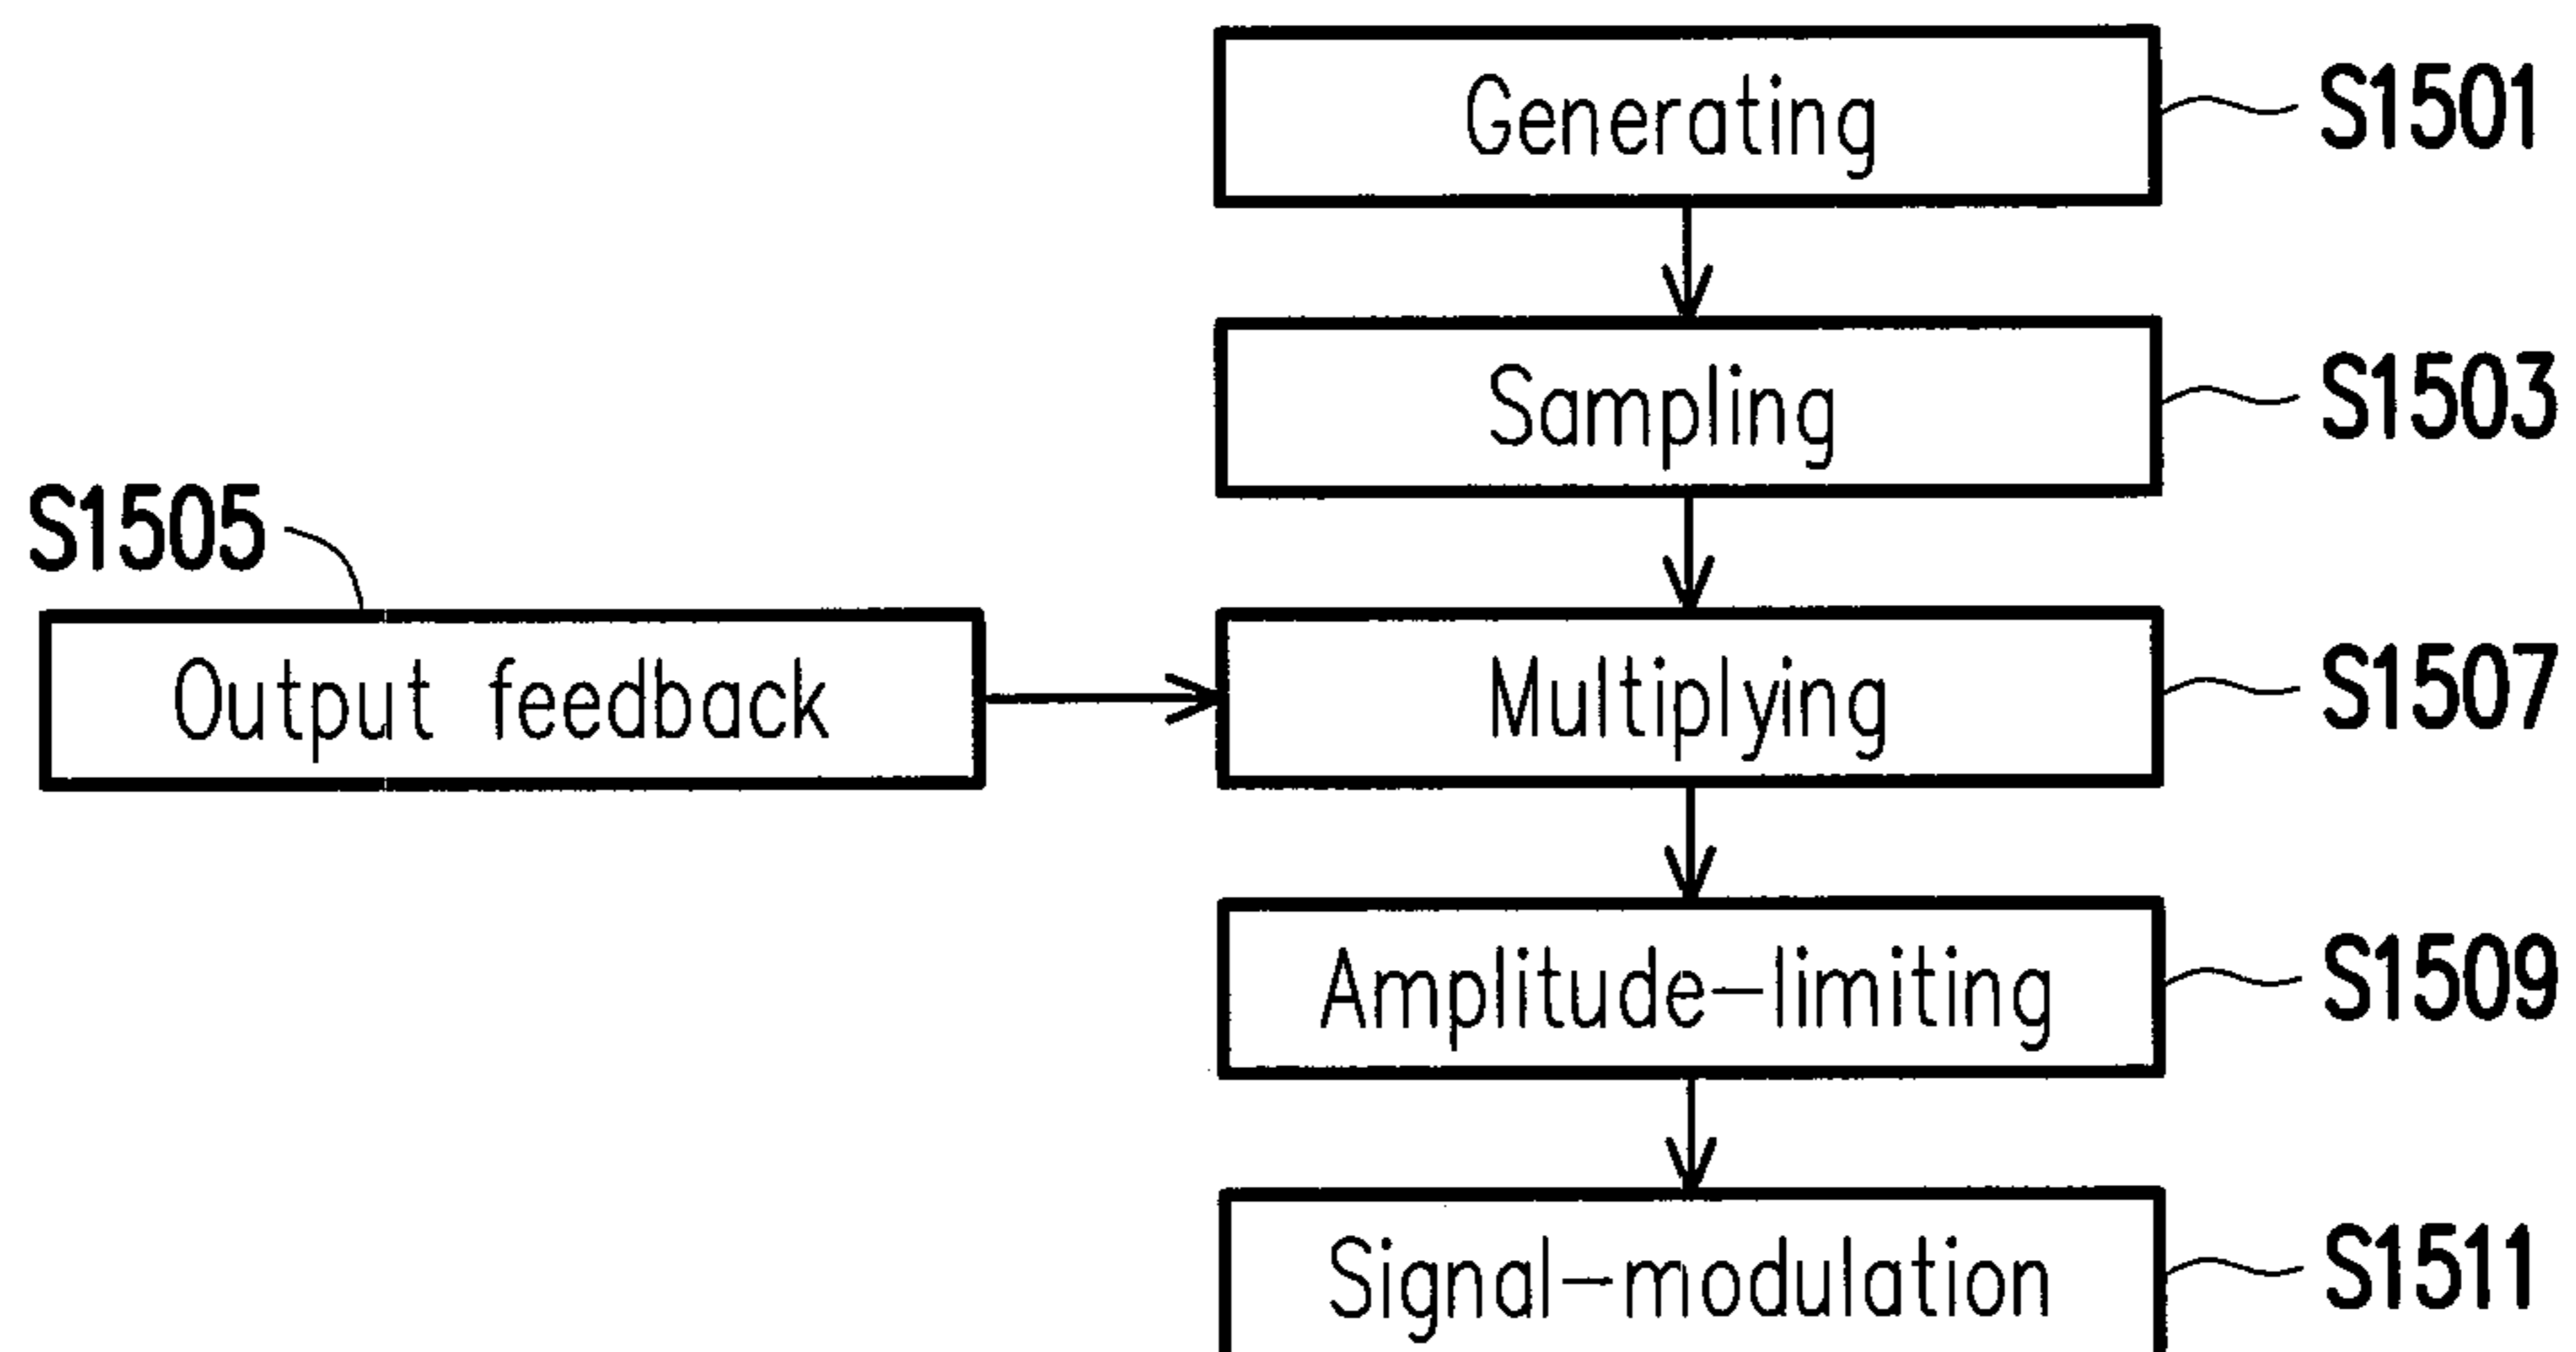 Generating
S1501
Sampling
S1503
S1505
Output feedback
Multiplying
S1507
Amplitude-limiting
S1509
Signal-modulation
S1511